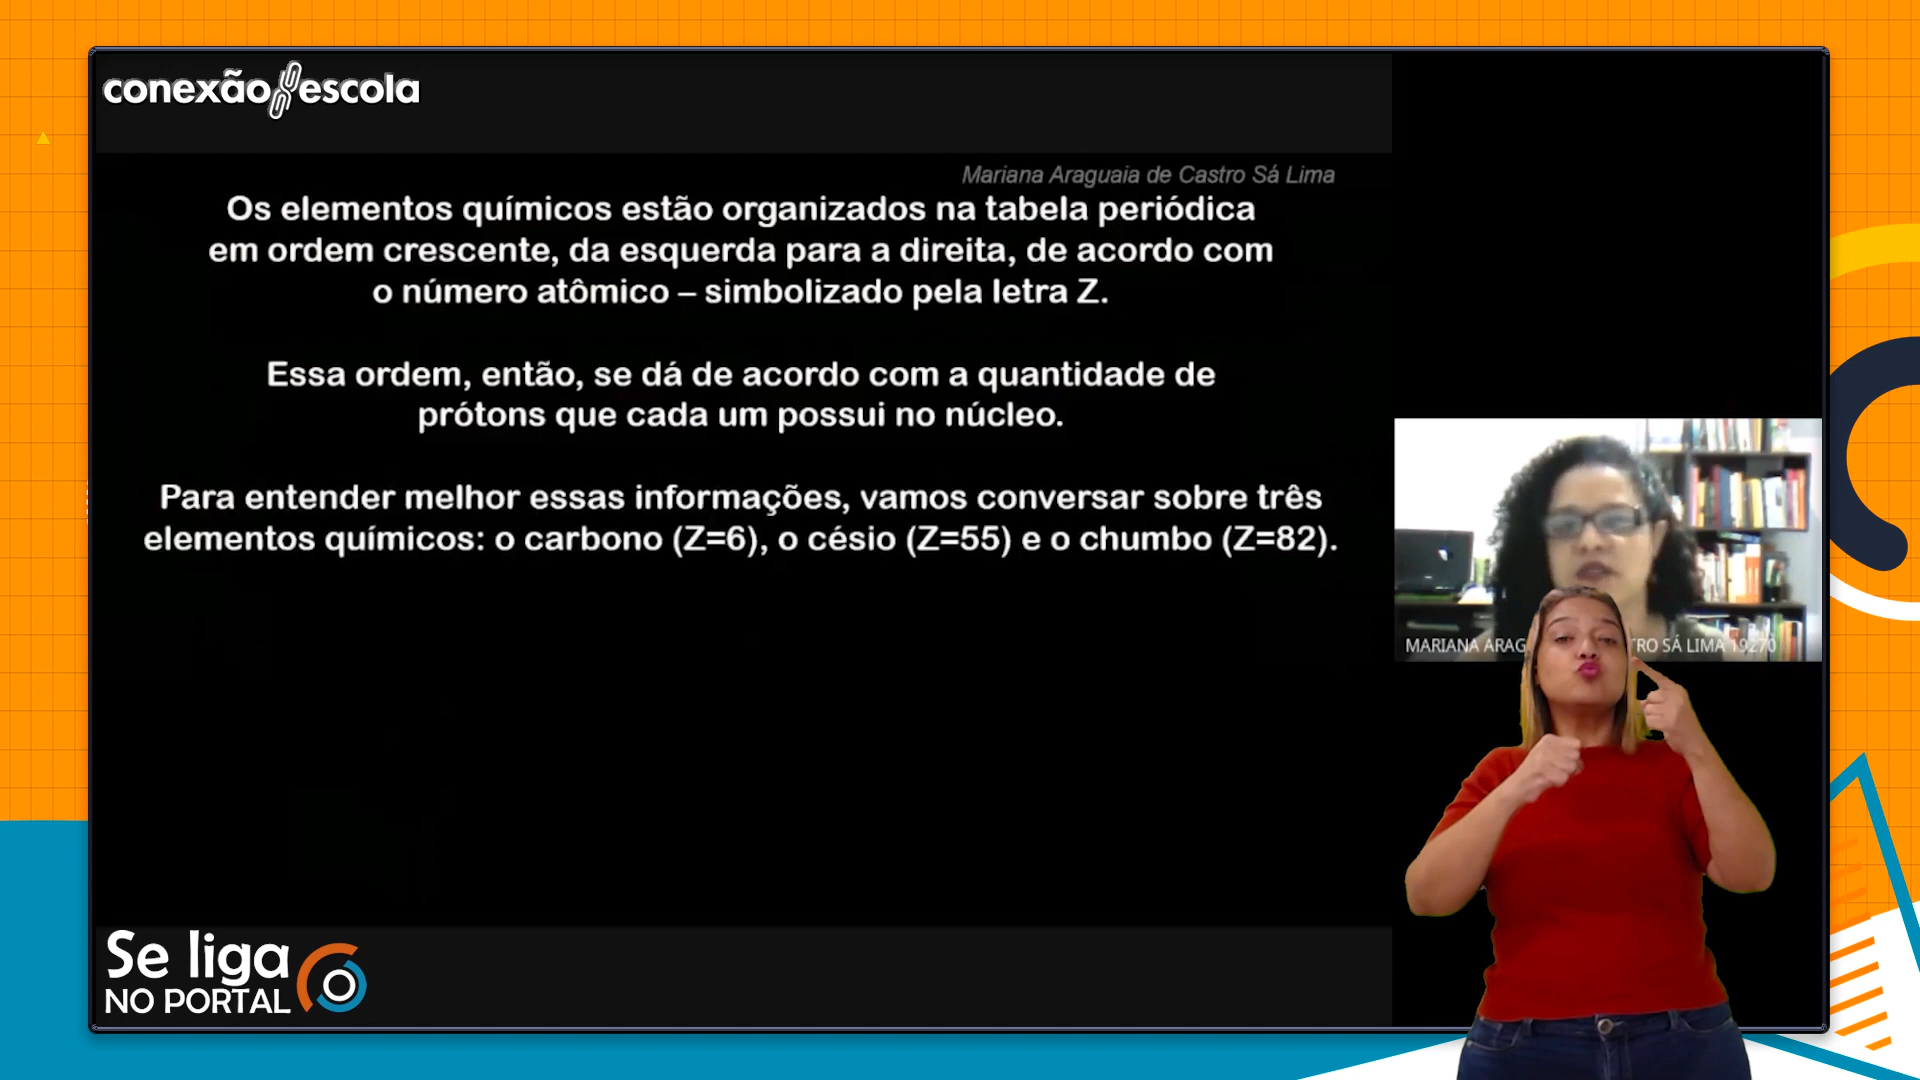 conexão escola
Mariana Araguaia de Castro Sá Lima
Os elementos químicos estão organizados na tabela periódica
em ordem crescente, da esquerda para a direita, de acordo com
o número atômico – simbolizado pela letra Z.
Essa ordem, então, se dá de acordo com a quantidade de
prótons que cada um possui no núcleo.
Para entender melhor essas informações, vamos conversar sobre três
elementos químicos: o carbono (Z=6), o césio (Z=55) e o chumbo (Z=82).
MARIANA ARAG TRO SÁ LIMA 19270
Se liga
NO PORTAL